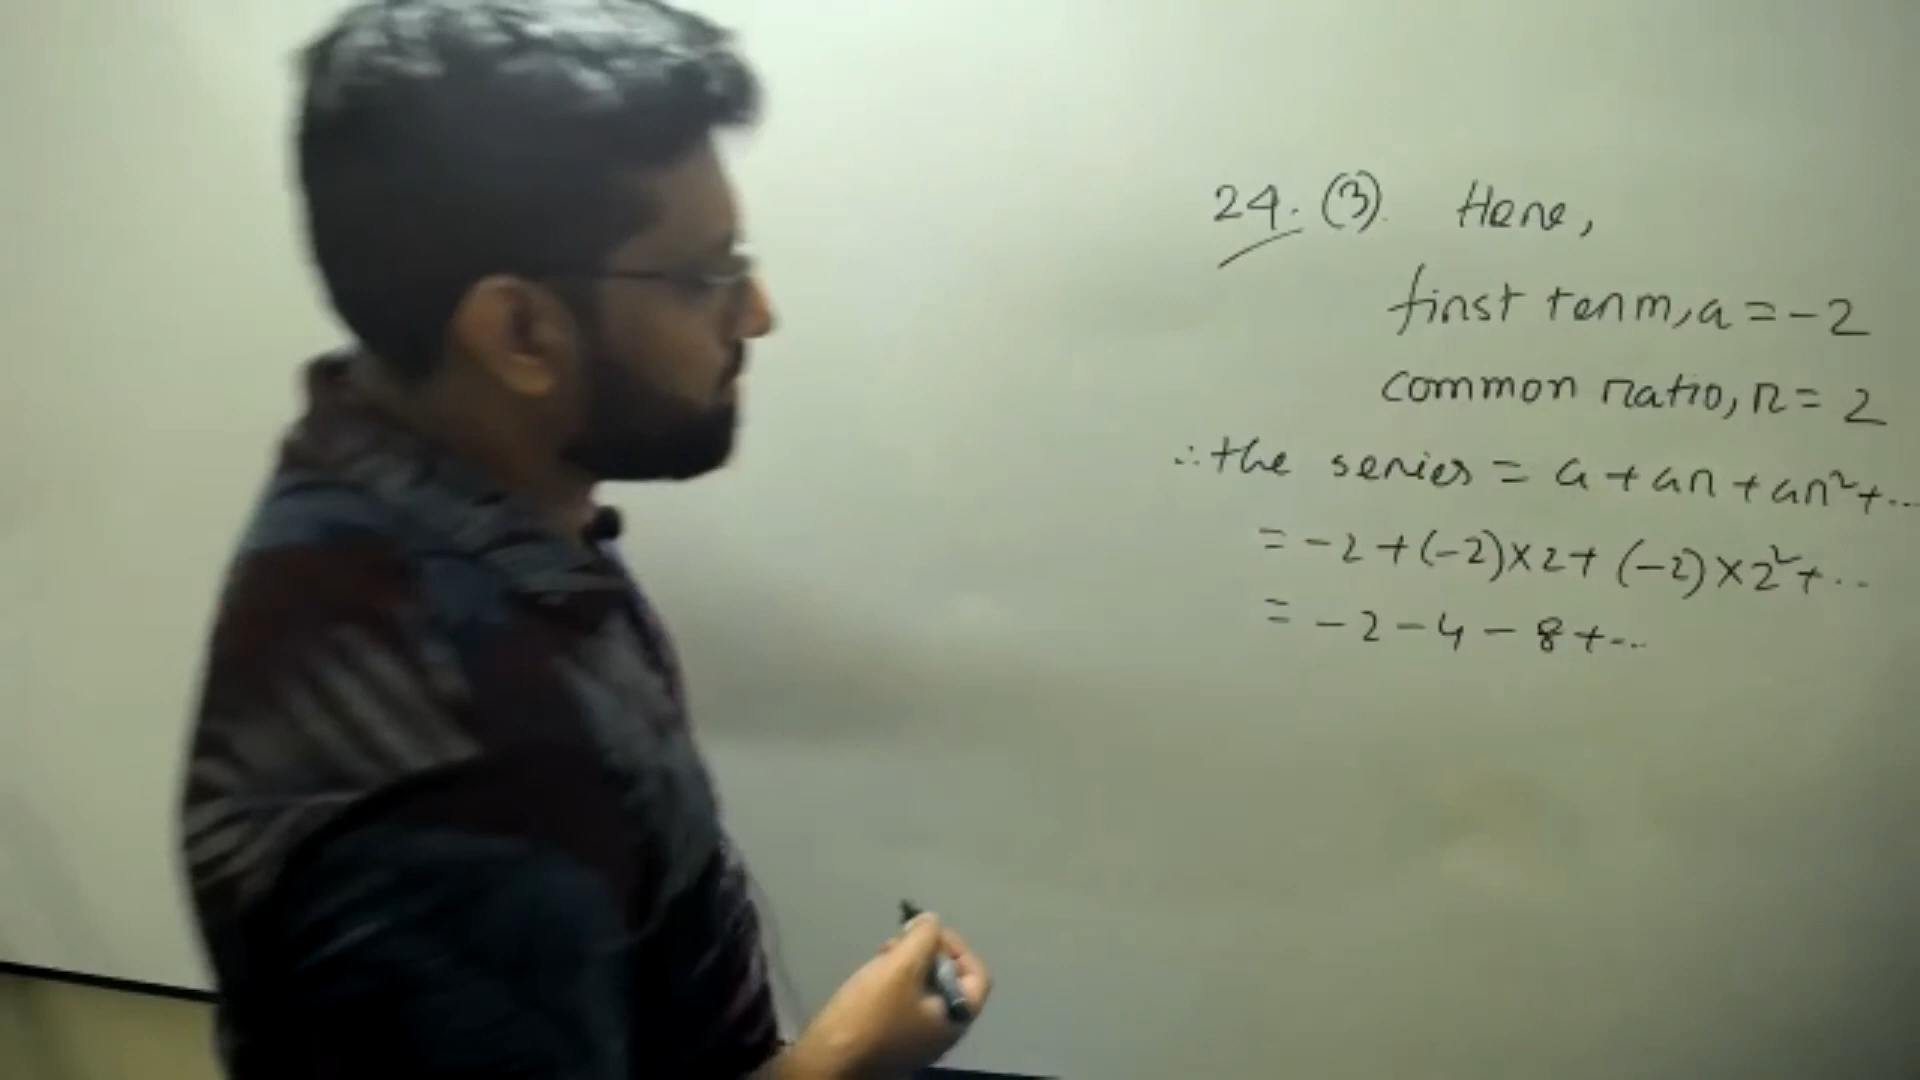 24. (3). Here,
first term, a = -2
common ratio, r = 2
∴ the series = a + ar + ar² + ...
= -2 + (-2)×2 + (-2)×2² + ...
= -2 - 4 - 8 + ...